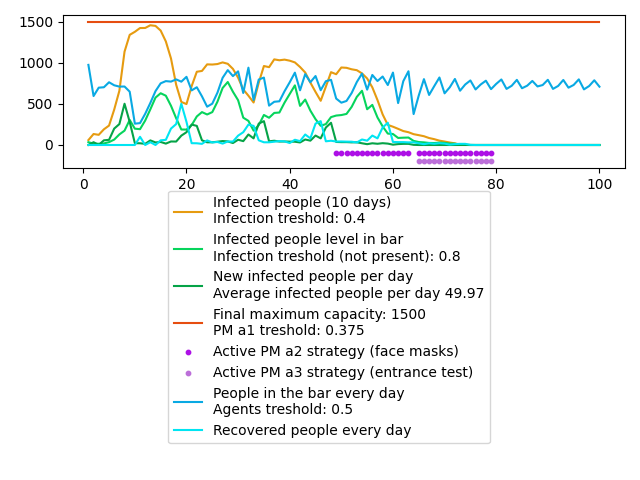 1500
1000
500
0
0
20
40
60
80
100
Infected people (10 days)
Infection treshold: 0.4
Infected people level in bar
Infection treshold (not present): 0.8
New infected people per day
Average infected people per day 49.97
Final maximum capacity: 1500
PM a1 treshold: 0.375
Active PM a2 strategy (face masks)
Active PM a3 strategy (entrance test)
People in the bar every day
Agents treshold: 0.5
Recovered people every day